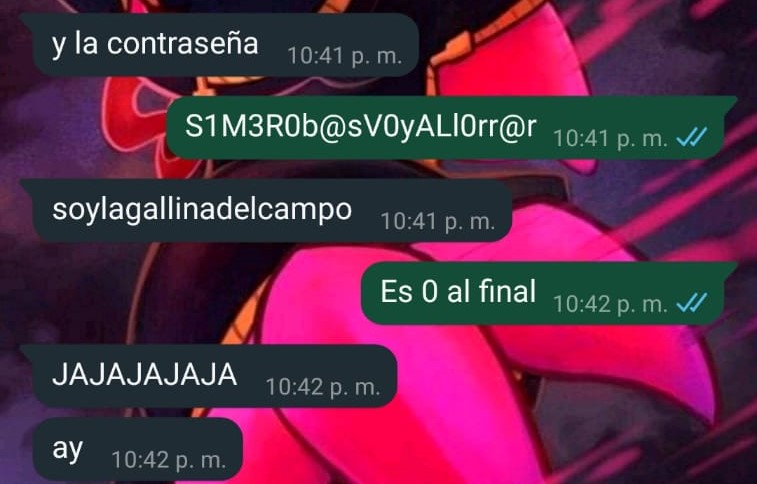 y la contraseña 10:41 p. m.
S1M3R0b@sV0yALl0rr@r 10:41 p. m.
soylagallinadelcampo 10:41 p. m.
Es 0 al final 10:42 p. m.
JAJAJAJAJA 10:42 p. m.
ay 10:42 p. m.